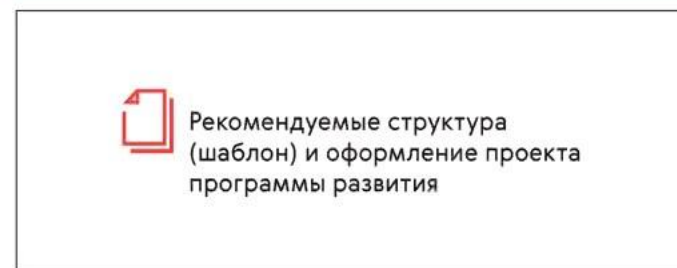 Рекомендуемые структура
(шаблон) и оформление проекта
программы развития